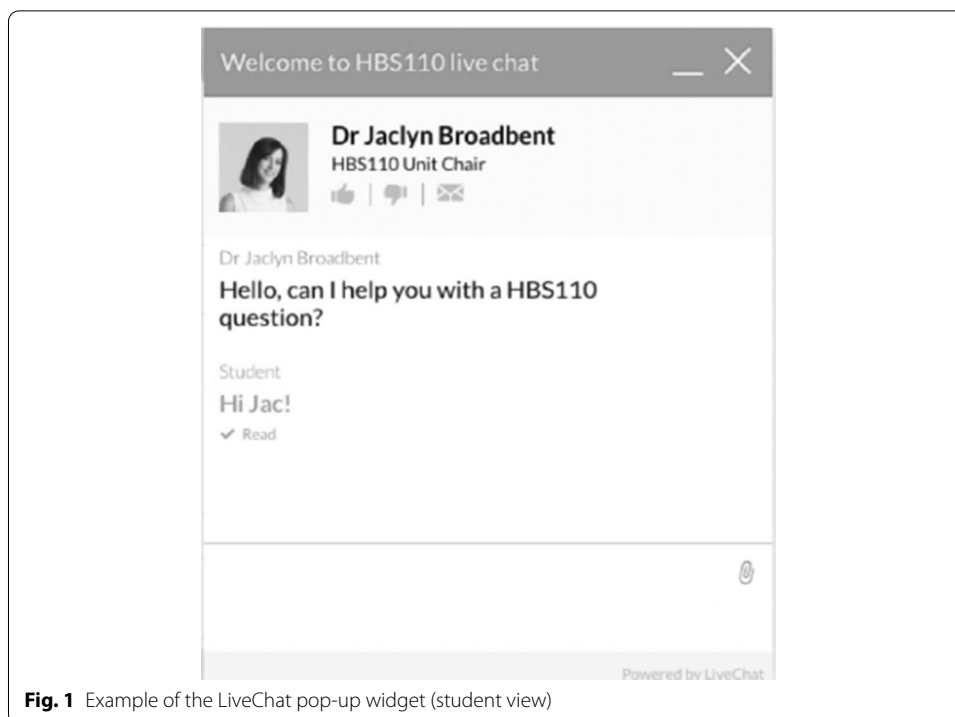 Welcome to HBS110 live chat
Dr Jaclyn Broadbent
HBS110 Unit Chair
Dr Jaclyn Broadbent
Hello, can I help you with a HBS110
question?
Student
Hi Jac!
Read
Powered by LiveChat
Fig. 1 Example of the LiveChat pop-up widget (student view)